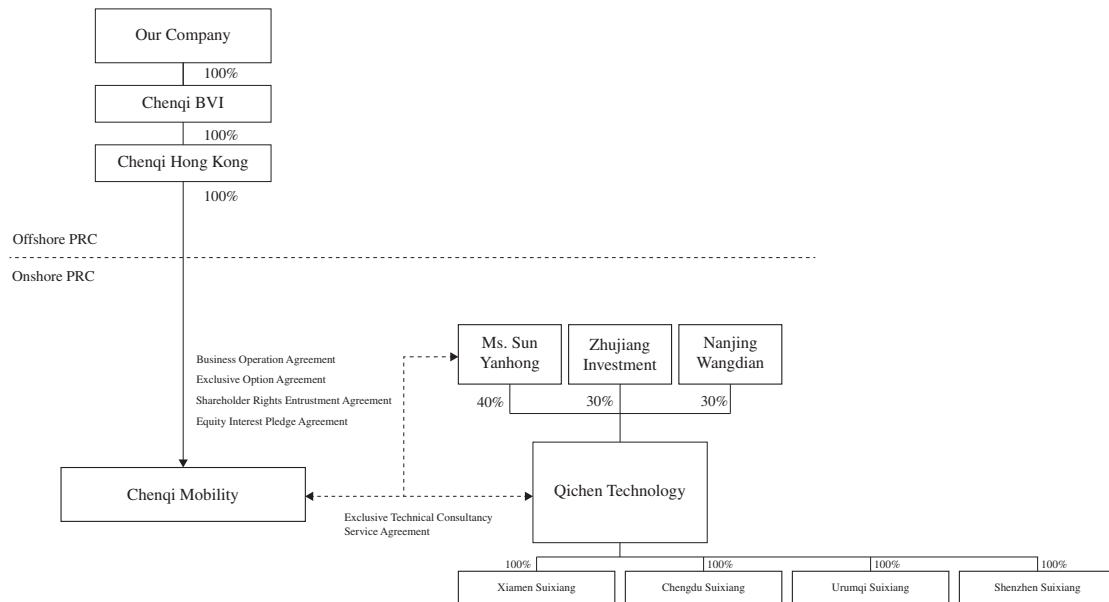 Our Company
100%
Chenqi BVI
100%
Chenqi Hong Kong
100%
Offshore PRC
Onshore PRC
Ms. Sun
Yanhong
Zhujiang
Investment
Nanjing
Wangdian
40%
30%
30%
Business Operation Agreement
Exclusive Option Agreement
Shareholder Rights Entrustment Agreement
Equity Interest Pledge Agreement
Chenqi Mobility
Qichen Technology
Exclusive Technical Consultancy
Service Agreement
100%
100%
100%
100%
Xiamen Suixiang
Chengdu Suixiang
Urumqi Suixiang
Shenzhen Suixiang